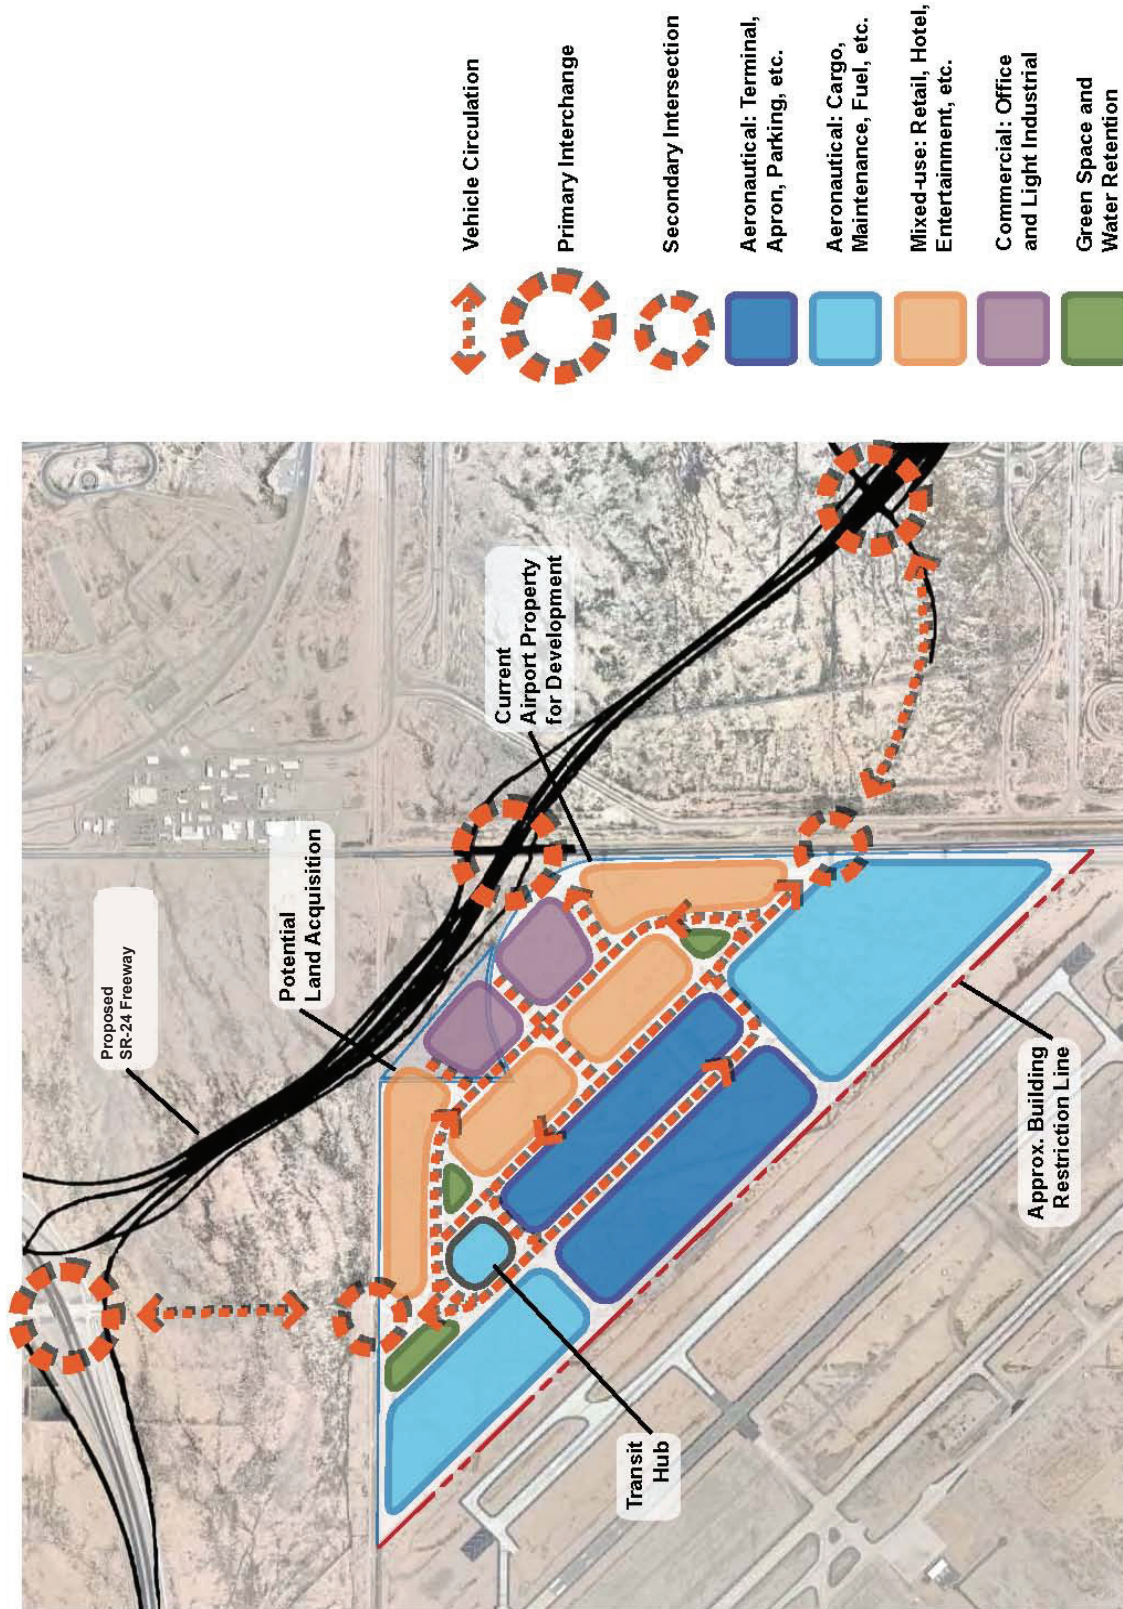 Proposed
SR-24 Freeway
Potential
Land Acquisition
Current
Airport Property
for Development
Transit
Hub
Approx. Building
Restriction Line
Vehicle Circulation
Primary Interchange
Secondary Intersection
Aeronautical: Terminal,
Apron, Parking, etc.
Aeronautical: Cargo,
Maintenance, Fuel, etc.
Mixed-use: Retail, Hotel,
Entertainment, etc.
Commercial: Office
and Light Industrial
Green Space and
Water Retention